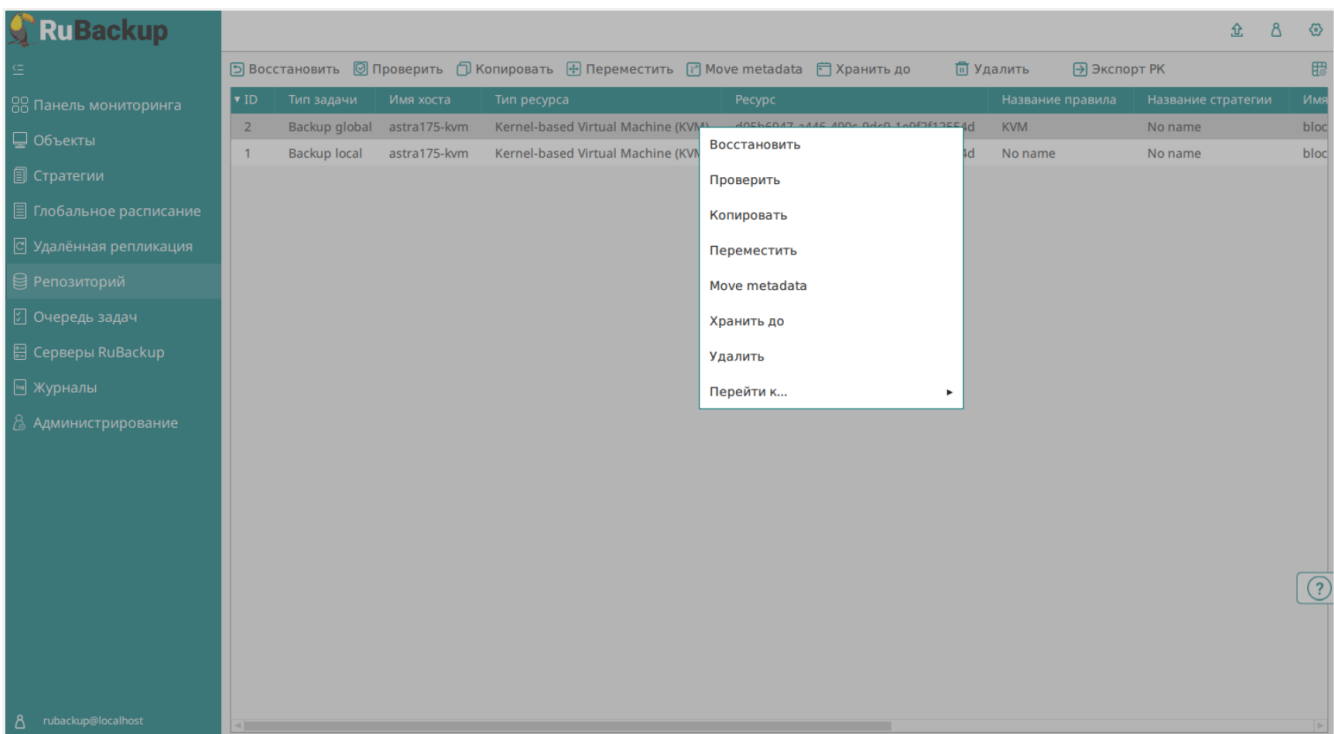 RuBackup
Восстановить Проверить Копировать Переместить Move metadata Хранить до Удалить Экспорт РК
Панель мониторинга
Объекты
Стратегии
Глобальное расписание
Удалённая репликация
Репозиторий
Очередь задач
Серверы RuBackup
Журналы
Администрирование
rubackup@localhost
ID Тип задачи Имя хоста Тип ресурса Ресурс Название правила Название стратегии Имя
2 Backup global astra175-kvm Kernel-based Virtual Machine (KVM) KVM No name bloc
1 Backup local astra175-kvm Kernel-based Virtual Machine (KVM 4d No name No name bloc
Восстановить
Проверить
Копировать
Переместить
Move metadata
Хранить до
Удалить
Перейти к...
?